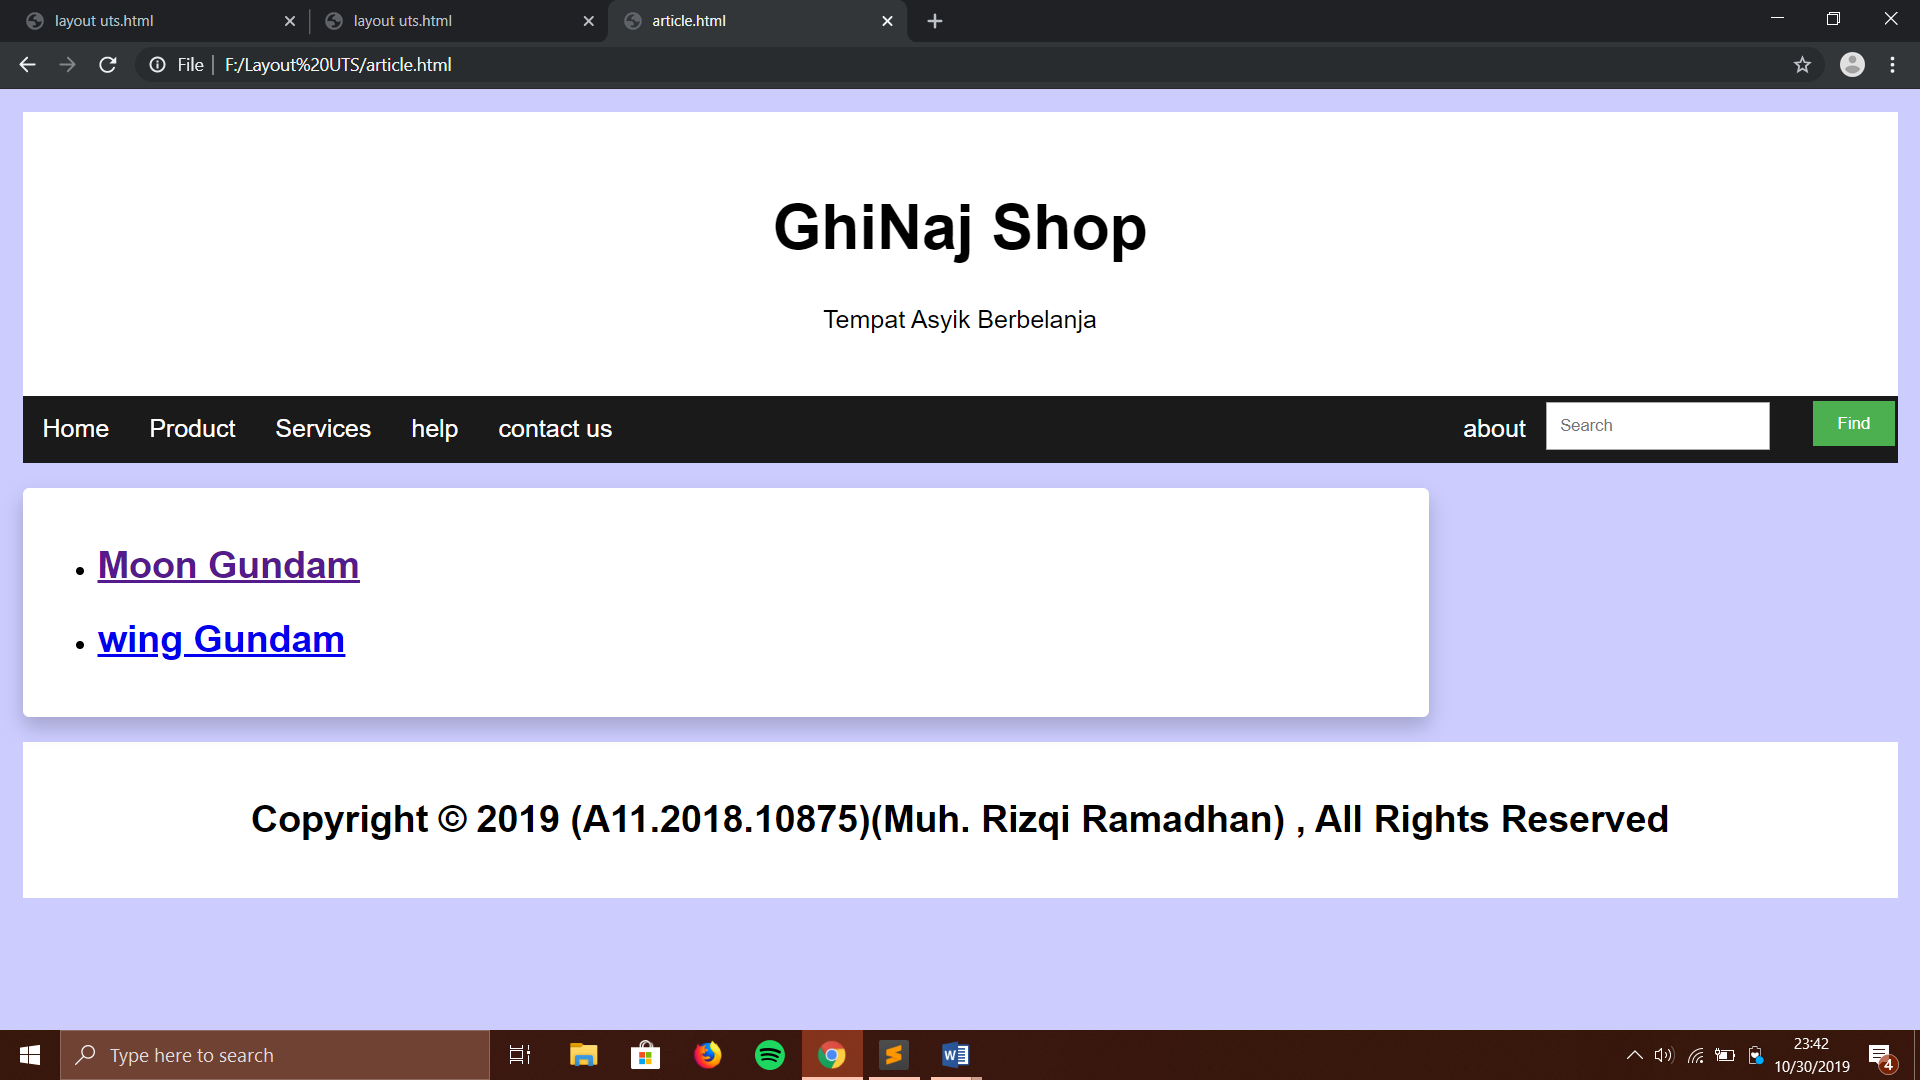 layout uts.html
layout uts.html
article.html
File
F:/Layout%20UTS/article.html
GhiNaj Shop
Tempat Asyik Berbelanja
Home Product Services help contact us about Search Find
Moon Gundam
wing Gundam
Copyright © 2019 (A11.2018.10875)(Muh. Rizqi Ramadhan) , All Rights Reserved
Type here to search
W
23:42
10/30/2019
4